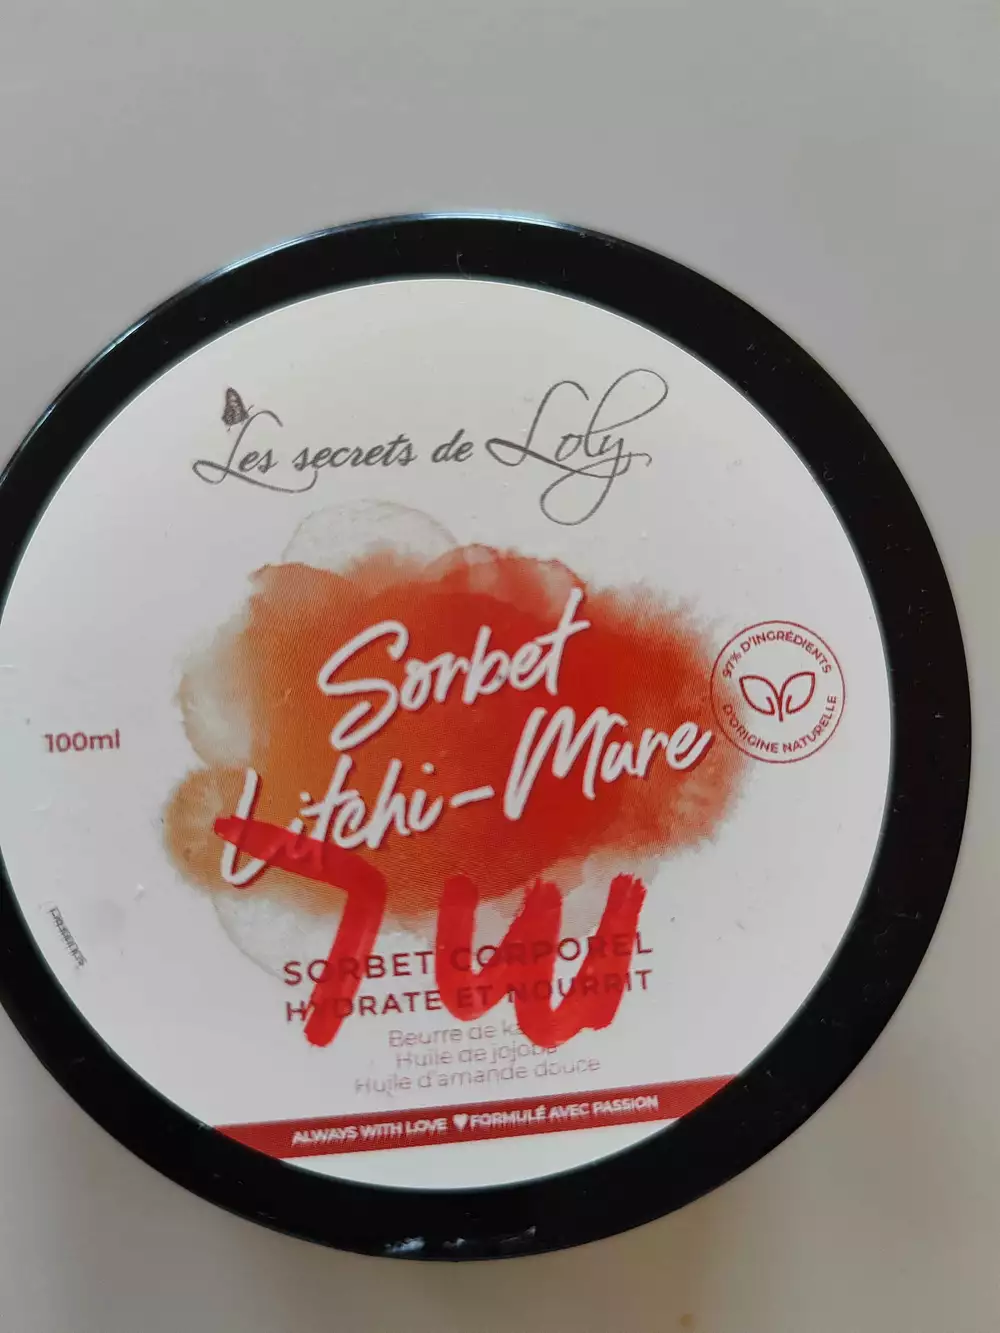 Les secrets de Loly
Sorbet
Litchi-Mure
97% D'INGRÉDIENTS
D'ORIGINE NATURELLE
100ml
SORBET CORPOREL
HYDRATE ET NOURRIT
Beurre de
Huile de jojoba
Huile d'amande douce
ALWAYS WITH LOVE FORMULÉ AVEC PASSION